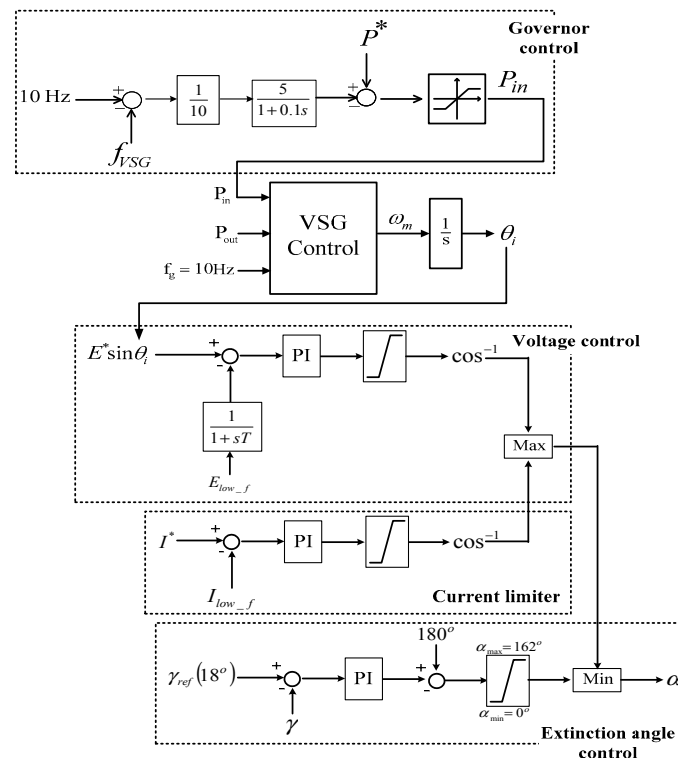 Governor
control
P*
10 Hz
+
−
1
10
5
1+0.1s
+
−
P_in
f_VSG
P_in
P_out
f_g = 10Hz
VSG
Control
ω_m
1
s
θ_i
Voltage control
E*sinθ_i
+
-
PI
cos⁻¹
1
1+sT
E_low_f
Max
I*
+
-
PI
cos⁻¹
I_low_f
Current limiter
180°
α_max=162°
γ_ref(18°)
+
-
PI
+
-
α_min=0°
Min
α
γ
Extinction angle
control